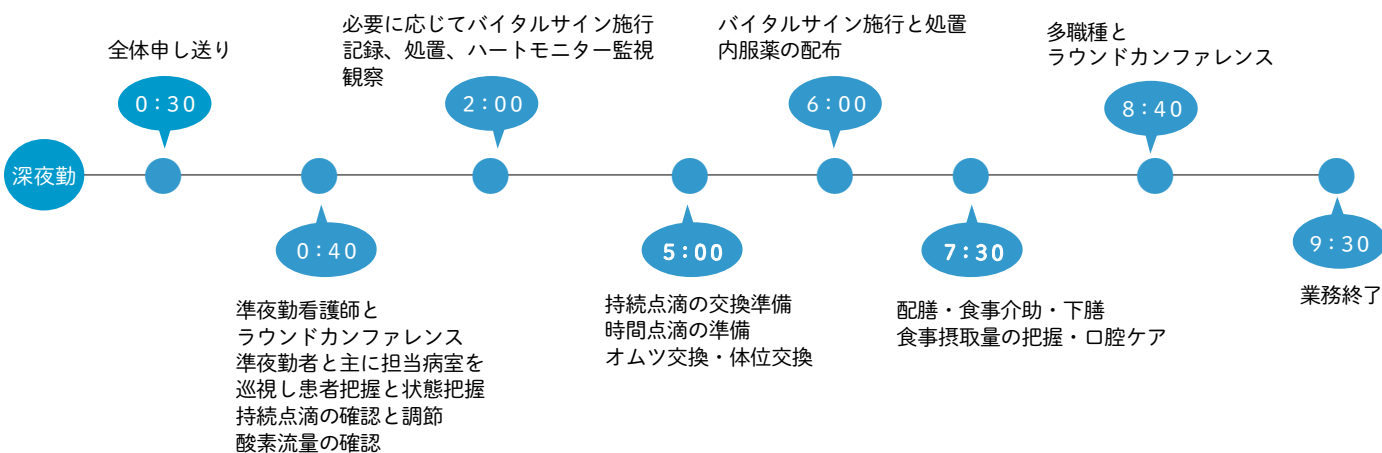 深夜勤
全体申し送り
0：30
準夜勤看護師と
ラウンドカンファレンス
準夜勤者と主に担当病室を
巡視し患者把握と状態把握
持続点滴の確認と調節
酸素流量の確認
0：40
必要に応じてバイタルサイン施行
記録、処置、ハートモニター監視
観察
2：00
5：00
持続点滴の交換準備
時間点滴の準備
オムツ交換・体位交換
バイタルサイン施行と処置
内服薬の配布
6：00
7：30
配膳・食事介助・下膳
食事摂取量の把握・口腔ケア
多職種と
ラウンドカンファレンス
8：40
9：30
業務終了